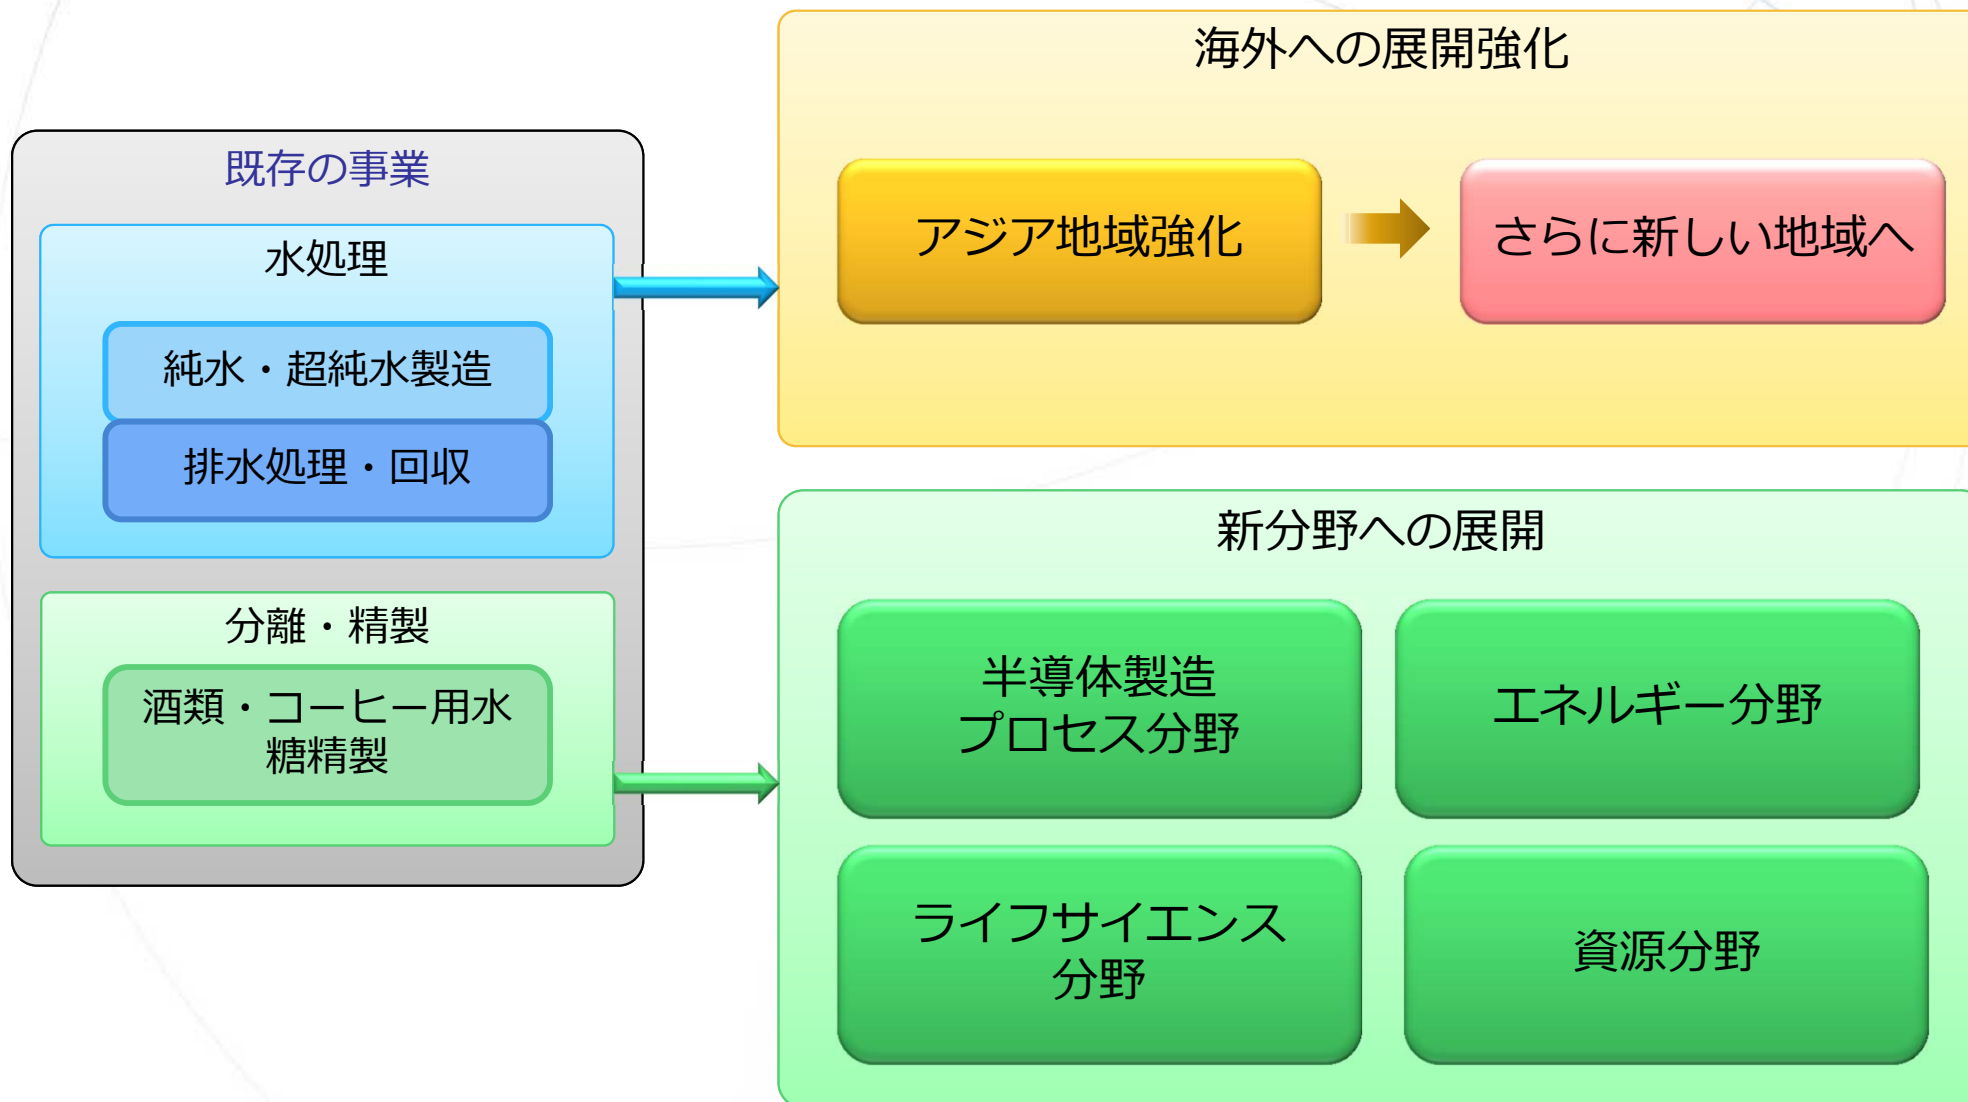 既存の事業
水処理
純水・超純水製造
排水処理・回収
分離・精製
酒類・コーヒー用水
糖精製
海外への展開強化
アジア地域強化
さらに新しい地域へ
新分野への展開
半導体製造
プロセス分野
エネルギー分野
ライフサイエンス
分野
資源分野